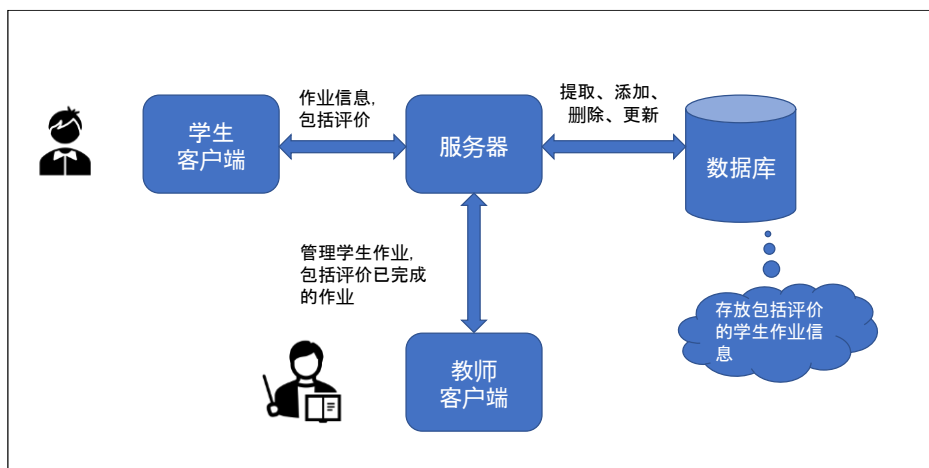 作业信息,
包括评价
提取、添加、
删除、更新
学生
客户端
服务器
数据库
管理学生作业,
包括评价已完成
的作业
存放包括评价
的学生作业信
息
教师
客户端